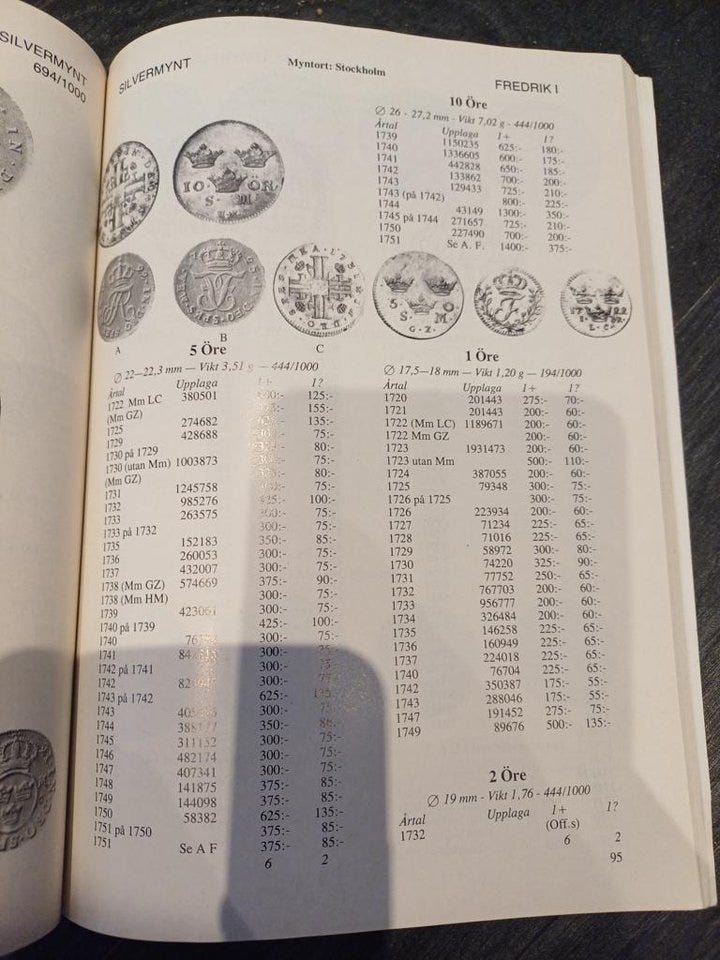 SILVERMYNT
694/1000
SILVERMYNT
Myntort: Stockholm
FREDRIK I
10 Öre
∅ 26 - 27,2 mm - Vikt 7,02 g - 444/1000
Årtal Upplaga 1+ 1?
1739 1150235 625:- 180:-
1740 1336605 600:- 175:-
1741 442828 650:- 185:-
1742 133862 700:- 200:-
1743 129433 725:- 210:-
1743 (på 1742) 800:- 225:-
1744 43149 1300:- 350:-
1745 på 1744 271657 725:- 210:-
1750 227490 700:- 200:-
1751 Se A. F. 1400:- 375:-
10 ÖR
S. M.
5 Ö
S. M.
G.Z.
1722
L.C.
A
B
C
5 Öre
∅ 22—22,3 mm — Vikt 3,51 g — 444/1000
Årtal Upplaga 1+ 1?
1722 Mm LC 380501 125:-
(Mm GZ) 155:-
1725 274682 135:-
1729 428688 75:-
1730 på 1729 80:-
1730 (utan Mm) 1003873 75:-
(Mm GZ) 80:-
1731 1245758 75:-
1732 985276 425:- 100:-
1733 263575 75:-
1733 på 1732 300:- 75:-
1735 152183 350:- 85:-
1736 260053 300:- 75:-
1737 432007 300:- 75:-
1738 (Mm GZ) 574669 375:- 90:-
1738 (Mm HM) 300:- 75:-
1739 423061 300:- 75:-
1740 på 1739 425:- 100:-
1740 300:- 75:-
1741 300:-
1742 på 1741 300:-
1742 300:-
1743 på 1742 625:-
1743 300:-
1744 350:-
1745 311152 300:- 75:-
1746 482174 300:- 75:-
1747 407341 300:- 75:-
1748 141875 375:- 85:-
1749 144098 375:- 85:-
1750 58382 625:- 135:-
1751 på 1750 375:- 85:-
1751 Se A F 375:- 85:-
6 2
1 Öre
∅ 17,5—18 mm — Vikt 1,20 g — 194/1000
Årtal Upplaga 1+ 1?
1720 201443 275:- 70:-
1721 201443 200:- 60:-
1722 (Mm LC) 1189671 200:- 60:-
1722 Mm GZ 200:- 60:-
1723 1931473 200:- 60:-
1723 utan Mm 500:- 110:-
1724 387055 200:- 60:-
1725 79348 300:- 75:-
1726 på 1725 300:- 75:-
1726 223934 200:- 60:-
1727 71234 225:- 65:-
1728 71016 225:- 65:-
1729 58972 300:- 80:-
1730 74220 325:- 90:-
1731 77752 250:- 65:-
1732 767703 200:- 60:-
1733 956777 200:- 60:-
1734 326484 200:- 60:-
1735 146258 225:- 65:-
1736 160949 225:- 65:-
1737 224018 225:- 65:-
1740 76704 225:- 65:-
1742 350387 175:- 55:-
1743 288046 175:- 55:-
1747 191452 275:- 75:-
1749 89676 500:- 135:-
2 Öre
∅ 19 mm - Vikt 1,76 - 444/1000
Årtal Upplaga 1+ 1?
(Off.s)
1732 6 2
95